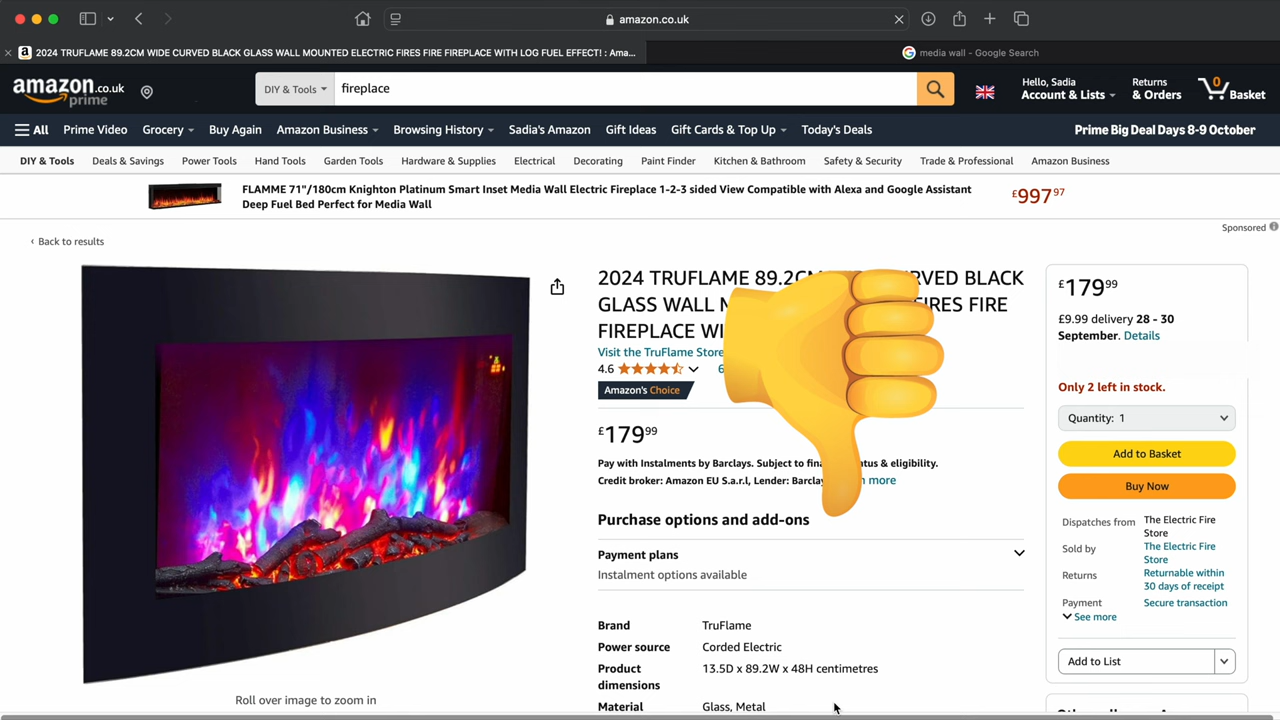 amazon.co.uk
2024 TRUFLAME 89.2CM WIDE CURVED BLACK GLASS WALL MOUNTED ELECTRIC FIRES FIRE FIREPLACE WITH LOG FUEL EFFECT! : Ama...
media wall - Google Search
amazon.co.uk
prime
DIY & Tools
fireplace
Hello, Sadia
Account & Lists
Returns
& Orders
0
Basket
All
Prime Video
Grocery
Buy Again
Amazon Business
Browsing History
Sadia's Amazon
Gift Ideas
Gift Cards & Top Up
Today's Deals
Prime Big Deal Days 8-9 October
DIY & Tools
Deals & Savings
Power Tools
Hand Tools
Garden Tools
Hardware & Supplies
Electrical
Decorating
Paint Finder
Kitchen & Bathroom
Safety & Security
Trade & Professional
Amazon Business
FLAMME 71"/180cm Knighton Platinum Smart Inset Media Wall Electric Fireplace 1-2-3 sided View Compatible with Alexa and Google Assistant
Deep Fuel Bed Perfect for Media Wall
£997.97
Sponsored
‹ Back to results
2024 TRUFLAME 89.2C RVED BLACK
GLASS WALL FIRES FIRE
FIREPLACE
Visit the TruFlame Store
4.6
Amazon's Choice
£179.99
Pay with Instalments by Barclays. Subject to & eligibility.
Credit broker: Amazon EU S.a.r.l, Lender: more
Purchase options and add-ons
Payment plans
Instalment options available
Brand TruFlame
Power source Corded Electric
Product 13.5D x 89.2W x 48H centimetres
dimensions
Material Glass, Metal
Roll over image to zoom in
£179.99
£9.99 delivery 28 - 30
September. Details
Only 2 left in stock.
Quantity: 1
Add to Basket
Buy Now
Dispatches from The Electric Fire
Store
Sold by The Electric Fire
Store
Returns Returnable within
30 days of receipt
Payment Secure transaction
See more
Add to List